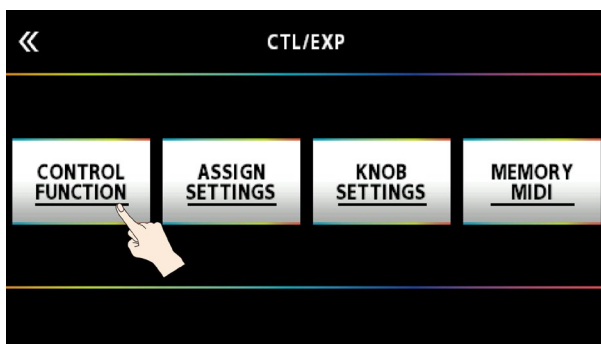 CTL/EXP
CONTROL
FUNCTION
ASSIGN
SETTINGS
KNOB
SETTINGS
MEMORY
MIDI